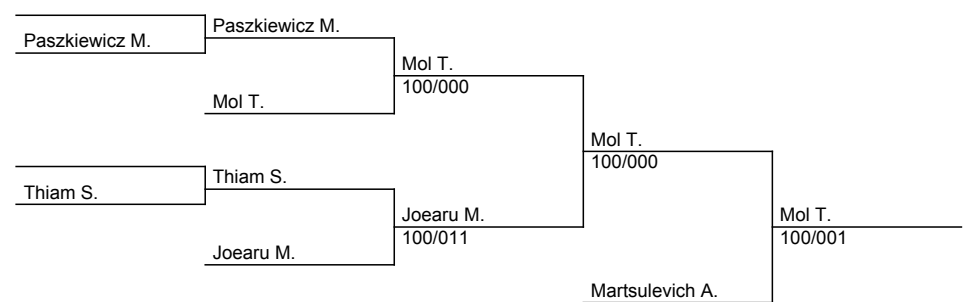 Paszkiewicz M.
Paszkiewicz M.
Mol T.
100/000
Mol T.
Mol T.
100/000
Thiam S.
Thiam S.
Joearu M.
100/011
Mol T.
100/001
Joearu M.
Martsulevich A.